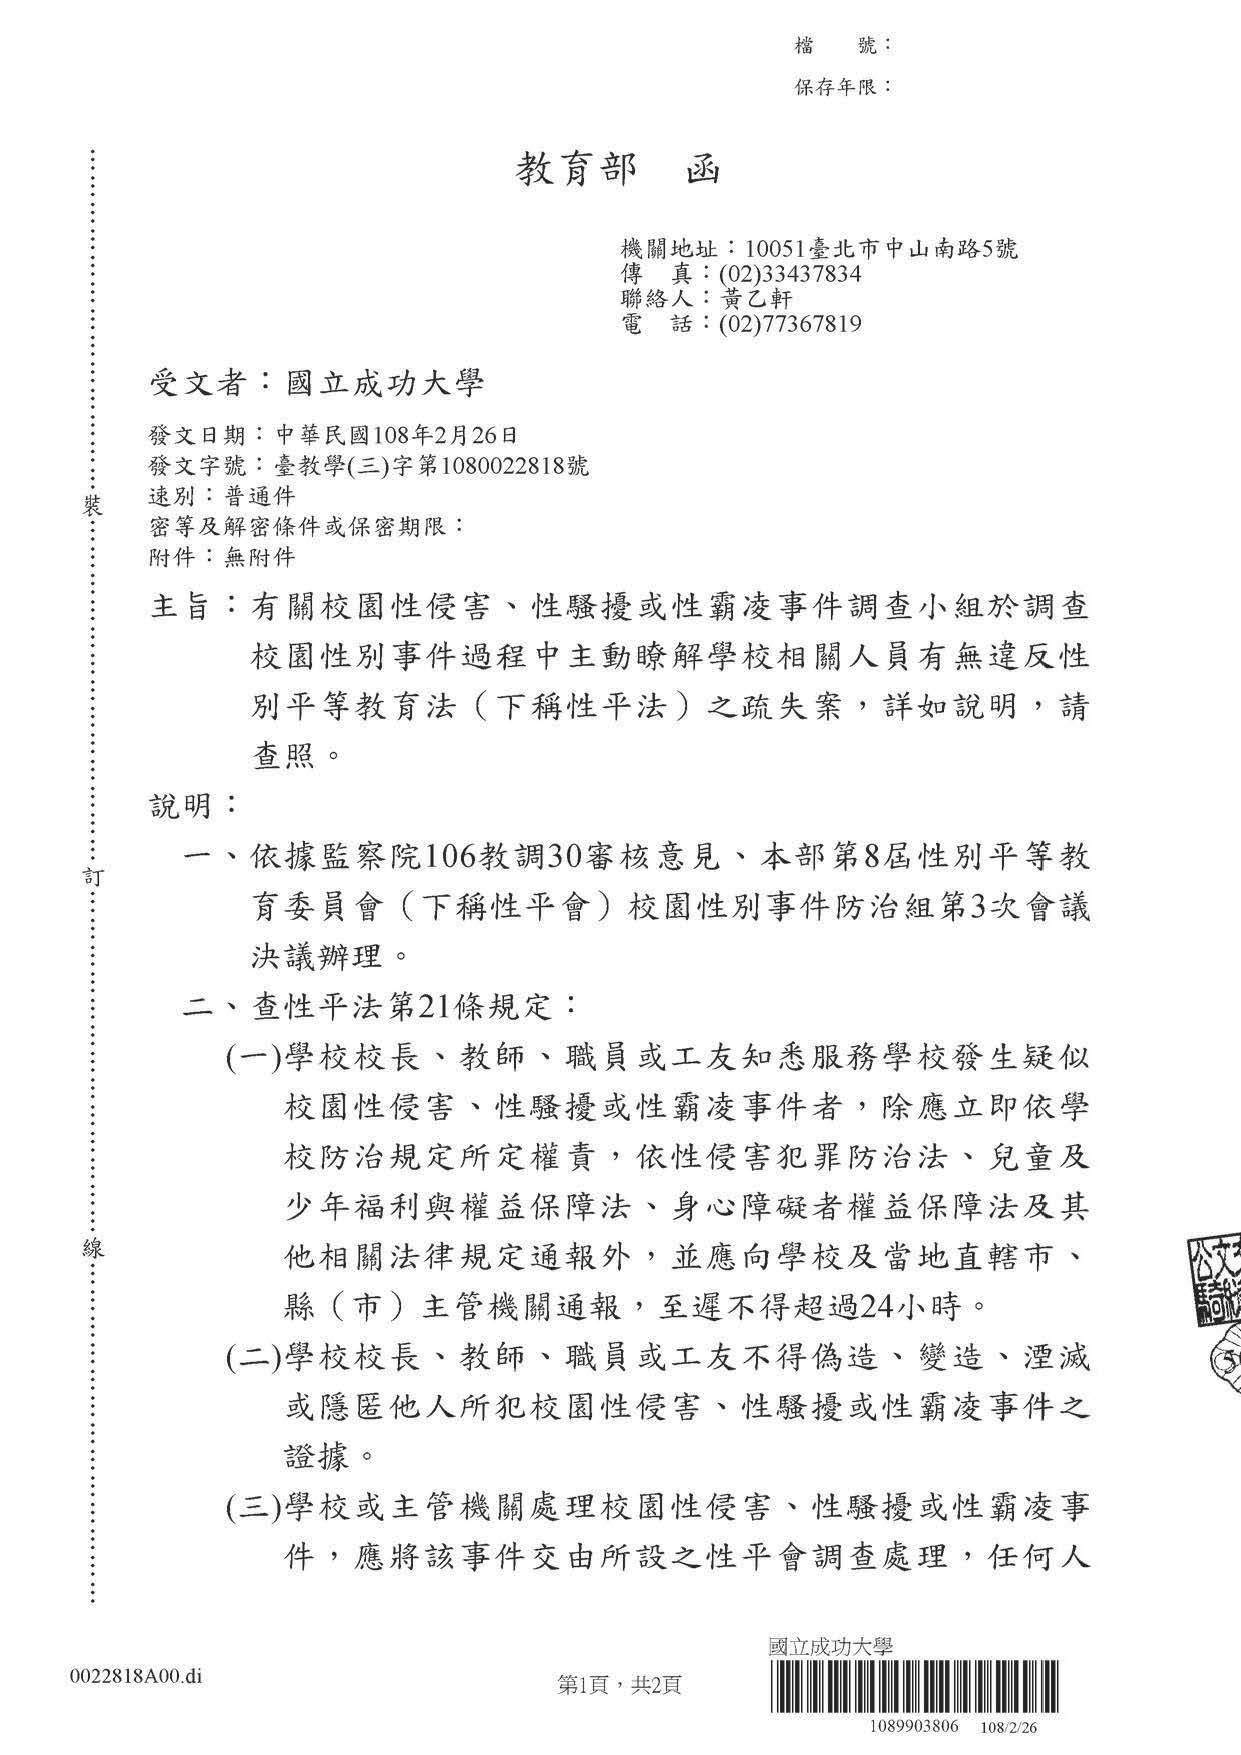 檔　　號：
保存年限：
教育部　函
機關地址：10051臺北市中山南路5號
傳　真：(02)33437834
聯絡人：黃乙軒
電　話：(02)77367819
受文者：國立成功大學
發文日期：中華民國108年2月26日
發文字號：臺教學(三)字第1080022818號
速別：普通件
密等及解密條件或保密期限：
附件：無附件
主旨：有關校園性侵害、性騷擾或性霸凌事件調查小組於調查
校園性別事件過程中主動瞭解學校相關人員有無違反性
別平等教育法（下稱性平法）之疏失案，詳如說明，請
查照。
說明：
一、依據監察院106教調30審核意見、本部第8屆性別平等教
育委員會（下稱性平會）校園性別事件防治組第3次會議
決議辦理。
二、查性平法第21條規定：
(一)學校校長、教師、職員或工友知悉服務學校發生疑似
校園性侵害、性騷擾或性霸凌事件者，除應立即依學
校防治規定所定權責，依性侵害犯罪防治法、兒童及
少年福利與權益保障法、身心障礙者權益保障法及其
他相關法律規定通報外，並應向學校及當地直轄市、
縣（市）主管機關通報，至遲不得超過24小時。
(二)學校校長、教師、職員或工友不得偽造、變造、湮滅
或隱匿他人所犯校園性侵害、性騷擾或性霸凌事件之
證據。
(三)學校或主管機關處理校園性侵害、性騷擾或性霸凌事
件，應將該事件交由所設之性平會調查處理，任何人
裝
訂
線
公文
0022818A00.di
第1頁，共2頁
國立成功大學
1089903806 108/2/26